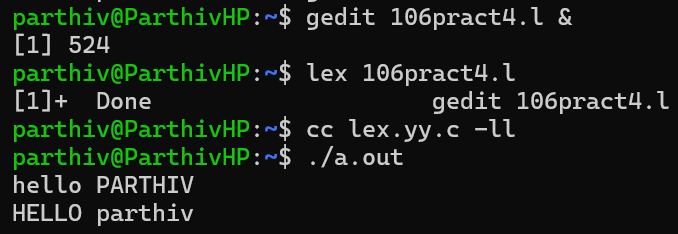 parthiv@ParthivHP:~$ gedit 106pract4.l &
[1] 524
parthiv@ParthivHP:~$ lex 106pract4.l
[1]+  Done                    gedit 106pract4.l
parthiv@ParthivHP:~$ cc lex.yy.c -ll
parthiv@ParthivHP:~$ ./a.out
hello PARTHIV
HELLO parthiv